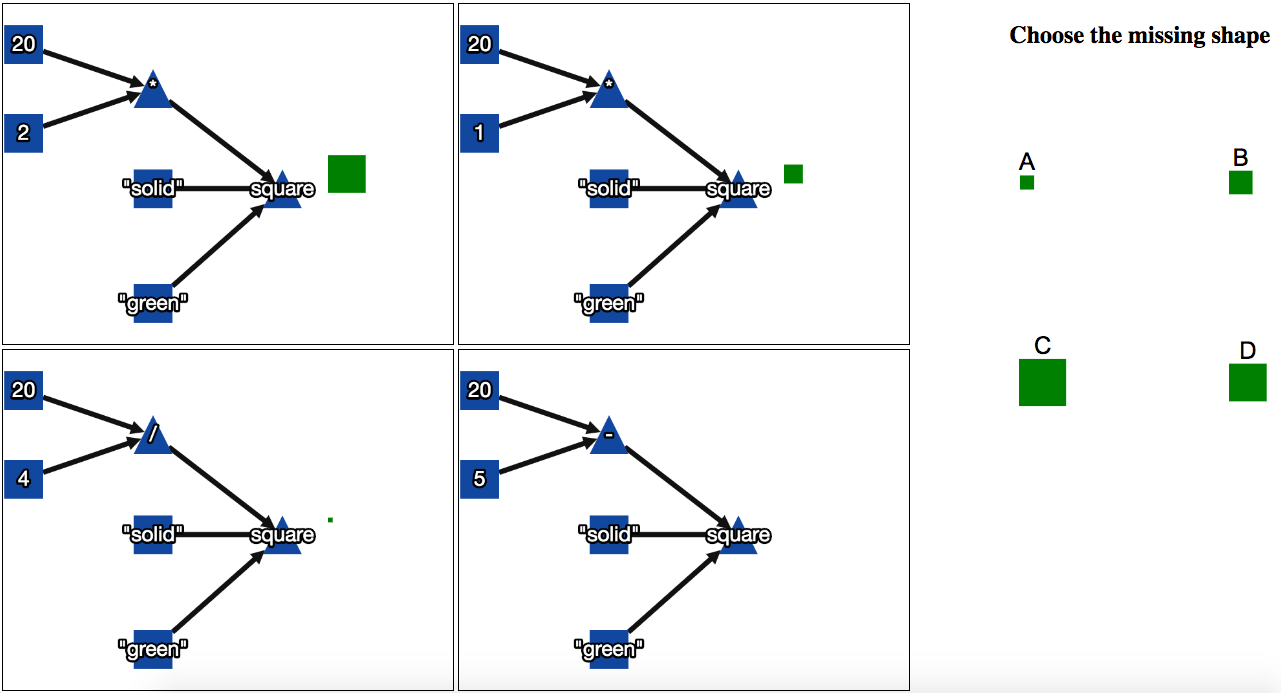 Choose the missing shape
20
*
2
"solid"
square
"green"
20
*
1
"solid"
square
"green"
20
/
4
"solid"
square
"green"
20
-
5
"solid"
square
"green"
A
B
C
D